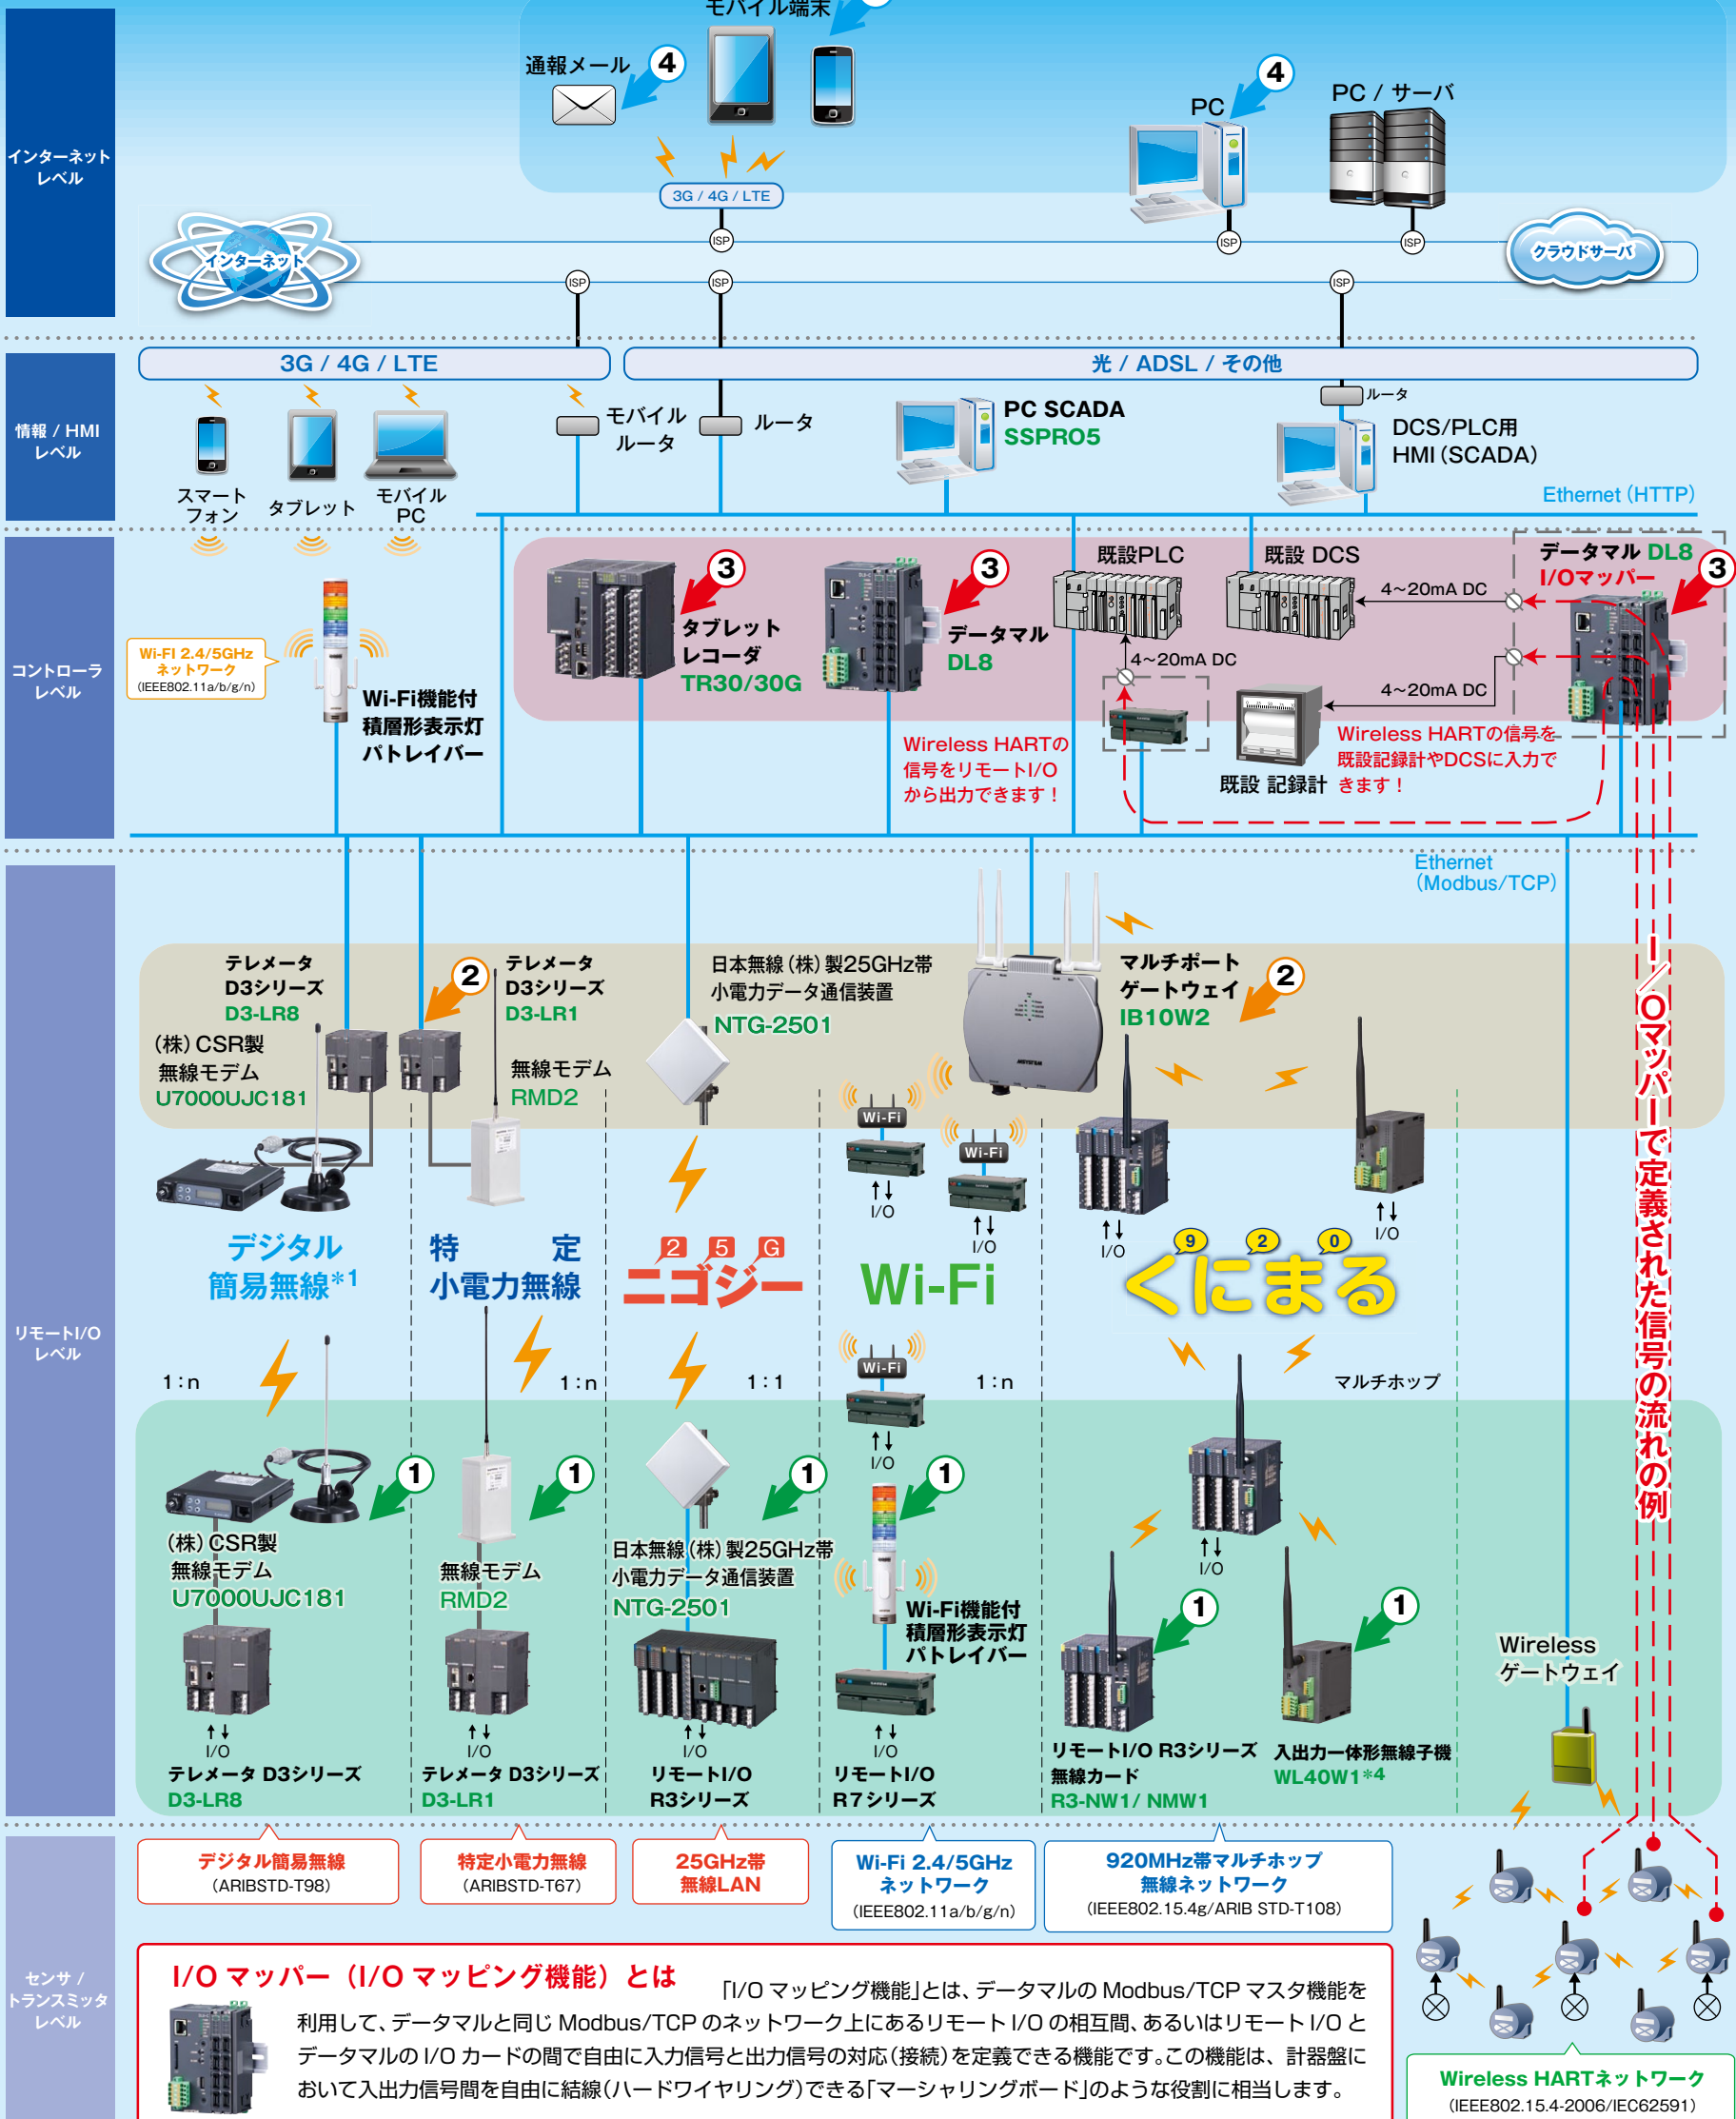 モバイル端末
通報メール
4
4
PC
PC / サーバ
インターネット
レベル
3G / 4G / LTE
ISP
ISP
ISP
インターネット
クラウドサーバ
ISP
ISP
ISP
3G / 4G / LTE
光 / ADSL / その他
情報 / HMI
レベル
スマート
フォン
タブレット
モバイル
PC
モバイル
ルータ
ルータ
PC SCADA
SSPRO5
ルータ
DCS/PLC用
HMI(SCADA)
Ethernet(HTTP)
コントローラ
レベル
Wi-FI 2.4/5GHz
ネットワーク
(IEEE802.11a/b/g/n)
Wi-Fi機能付
積層形表示灯
パトレイバー
3
タブレット
レコーダ
TR30/30G
3
データマル
DL8
既設PLC
既設 DCS
4~20mA DC
4~20mA DC
4~20mA DC
データマル DL8
I/Oマッパー
3
既設 記録計
Wireless HARTの
信号をリモートI/O
から出力できます！
Wireless HARTの信号を
既設記録計やDCSに入力で
きます！
Ethernet
(Modbus/TCP)
リモートI/O
レベル
テレメータ
D3シリーズ
D3-LR8
(株)CSR製
無線モデム
U7000UJC181
2
テレメータ
D3シリーズ
D3-LR1
無線モデム
RMD2
日本無線(株)製25GHz帯
小電力データ通信装置
NTG-2501
マルチポート
ゲートウェイ
IB10W2
2
Wi-Fi
Wi-Fi
I/O
I/O
I/O
I/O
デジタル
簡易無線*1
特 定
小電力無線
2 5 G
ニゴジー
Wi-Fi
9 2 0
くにまる
I/Oマッパーで定義された信号の流れの例
1:n
1:n
1:1
1:n
マルチホップ
Wi-Fi
I/O
I/O
1
(株)CSR製
無線モデム
U7000UJC181
1
無線モデム
RMD2
1
日本無線(株)製25GHz帯
小電力データ通信装置
NTG-2501
1
Wi-Fi機能付
積層形表示灯
パトレイバー
1
1
Wireless
ゲートウェイ
I/O
I/O
I/O
I/O
テレメータ D3シリーズ
D3-LR8
テレメータ D3シリーズ
D3-LR1
リモートI/O
R3シリーズ
リモートI/O
R7シリーズ
リモートI/O R3シリーズ
無線カード
R3-NW1/ NMW1
入出力一体形無線子機
WL40W1*4
センサ /
トランスミッタ
レベル
デジタル簡易無線
(ARIBSTD-T98)
特定小電力無線
(ARIBSTD-T67)
25GHz帯
無線LAN
Wi-Fi 2.4/5GHz
ネットワーク
(IEEE802.11a/b/g/n)
920MHz帯マルチホップ
無線ネットワーク
(IEEE802.15.4g/ARIB STD-T108)
I/O マッパー（I/O マッピング機能）とは
「I/O マッピング機能」とは、データマルの Modbus/TCP マスタ機能を
利用して、データマルと同じ Modbus/TCP のネットワーク上にあるリモート I/O の相互間、あるいはリモート I/O と
データマルの I/O カードの間で自由に入力信号と出力信号の対応(接続)を定義できる機能です。この機能は、計器盤に
おいて入出力信号間を自由に結線(ハードワイヤリング)できる「マーシャリングボード」のような役割に相当します。
Wireless HARTネットワーク
(IEEE802.15.4-2006/IEC62591)